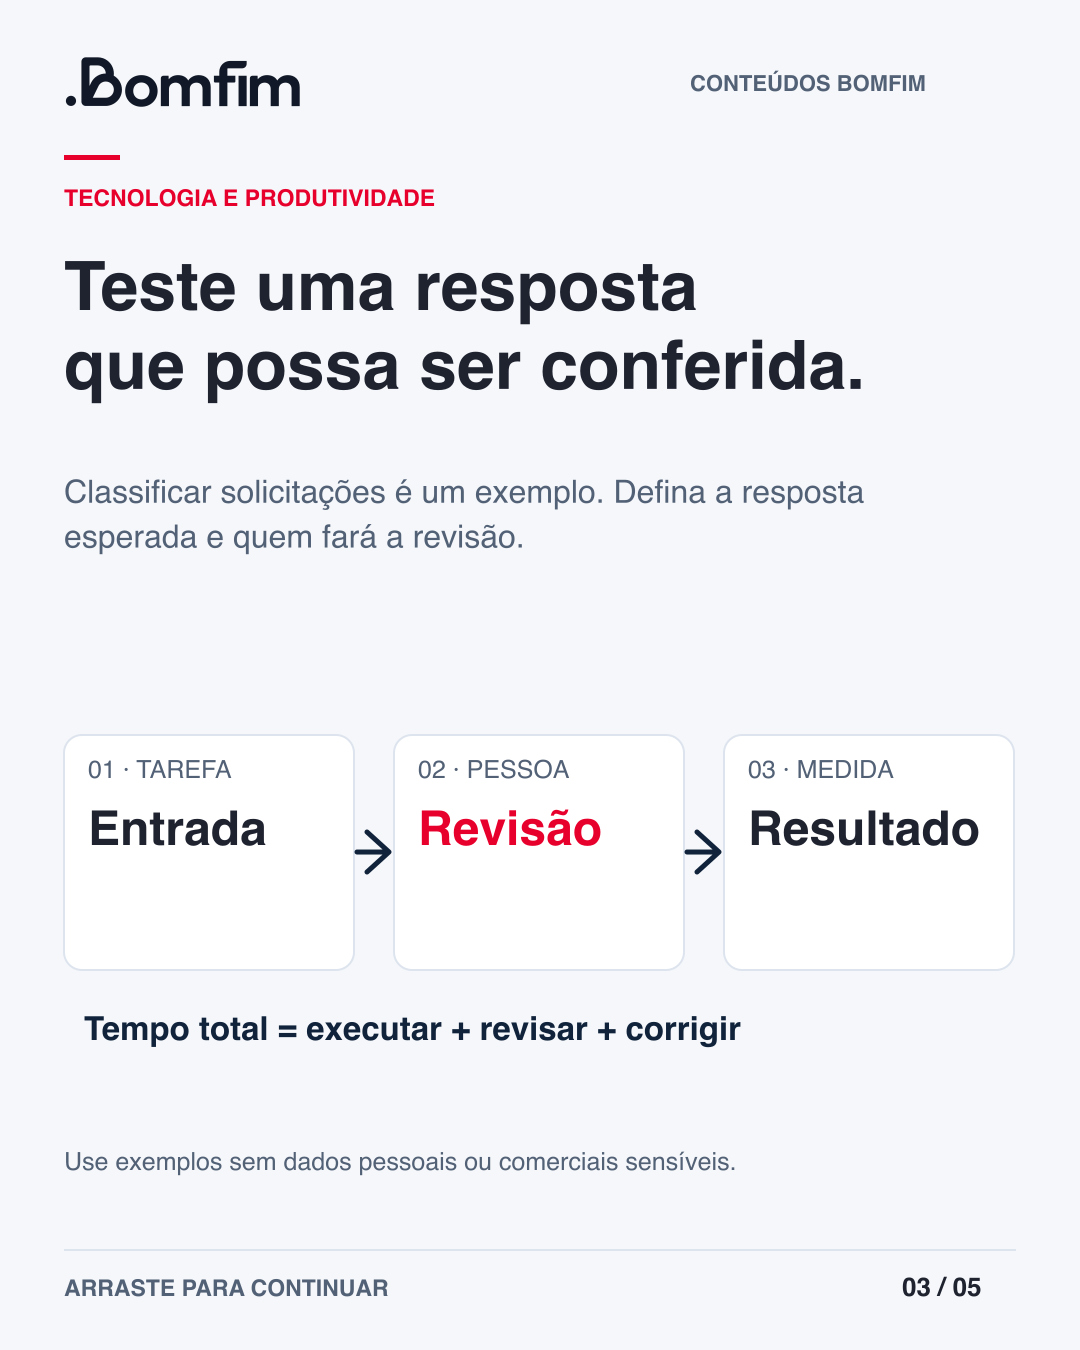 .Bomfim
CONTEÚDOS BOMFIM
TECNOLOGIA E PRODUTIVIDADE
Teste uma resposta
que possa ser conferida.
Classificar solicitações é um exemplo. Defina a resposta
esperada e quem fará a revisão.
01 · TAREFA
Entrada
02 · PESSOA
Revisão
03 · MEDIDA
Resultado
Tempo total = executar + revisar + corrigir
Use exemplos sem dados pessoais ou comerciais sensíveis.
ARRASTE PARA CONTINUAR
03 / 05